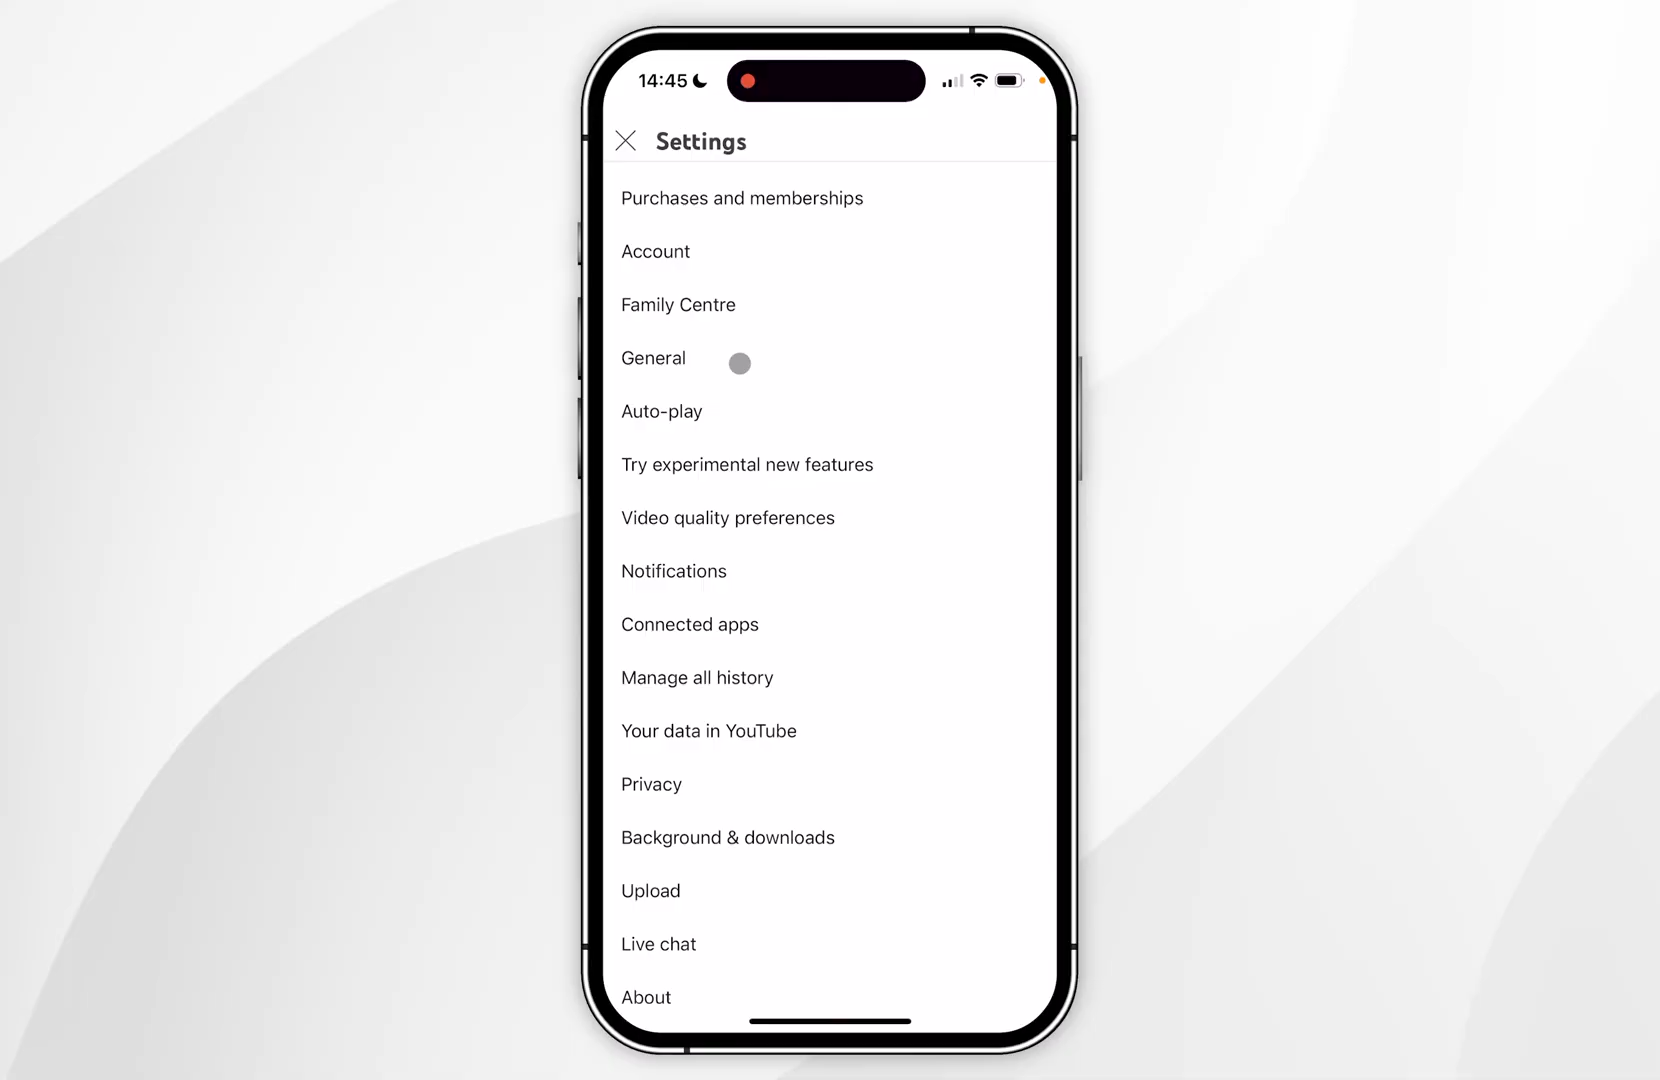 14:45
Settings
Purchases and memberships
Account
Family Centre
General
Auto-play
Try experimental new features
Video quality preferences
Notifications
Connected apps
Manage all history
Your data in YouTube
Privacy
Background & downloads
Upload
Live chat
About